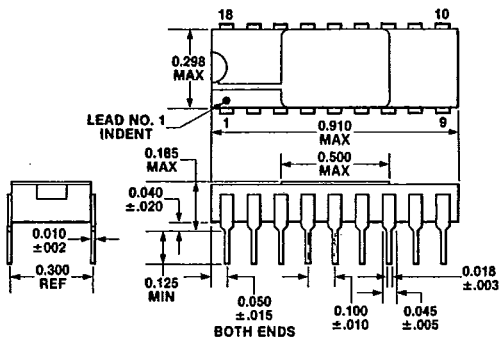 18
10
0.298
MAX
LEAD NO. 1
INDENT
1
9
0.910
MAX
0.185
MAX
0.500
MAX
0.040
±.020
0.010
±002
0.300
REF
0.125
MIN
0.050
±.015
BOTH ENDS
0.100
±.010
0.018
±.003
0.045
±.005